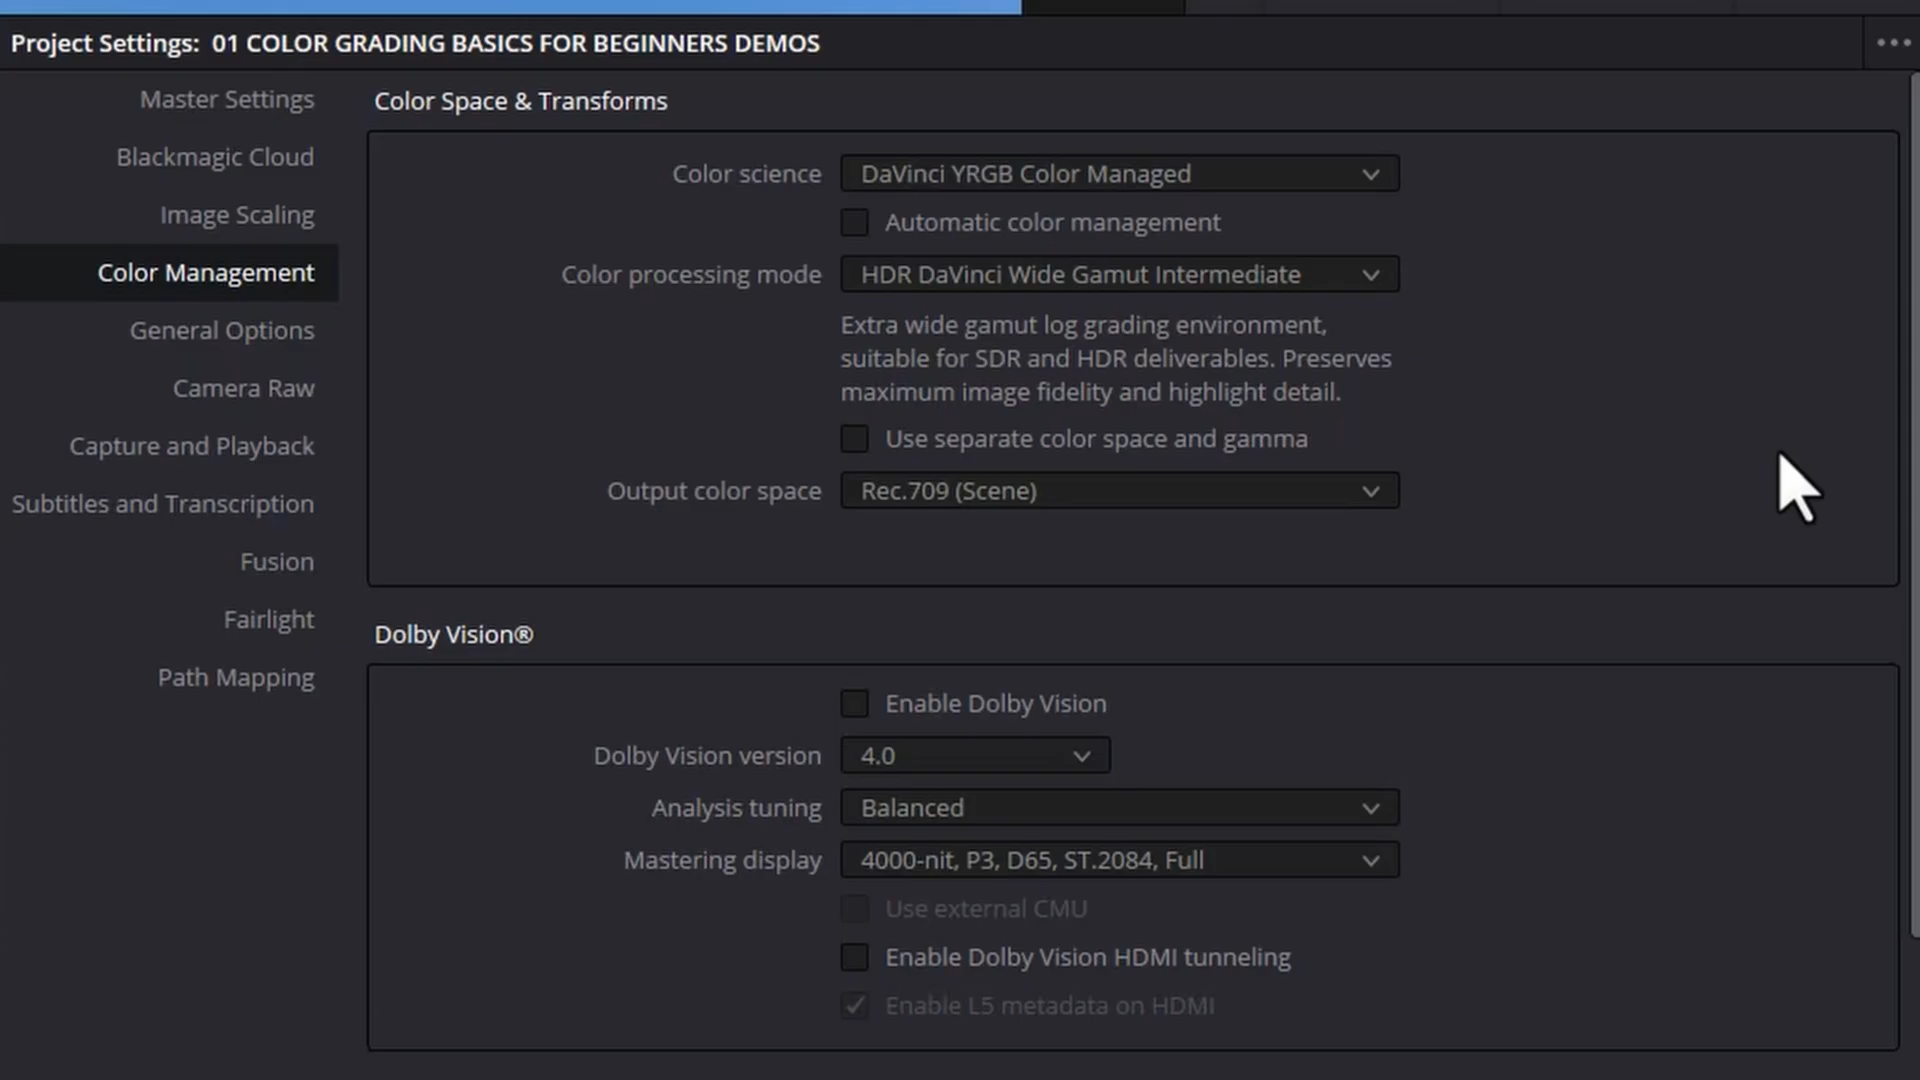 Project Settings: 01 COLOR GRADING BASICS FOR BEGINNERS DEMOS
Master Settings
Blackmagic Cloud
Image Scaling
Color Management
General Options
Camera Raw
Capture and Playback
Subtitles and Transcription
Fusion
Fairlight
Path Mapping
Color Space & Transforms
Color science DaVinci YRGB Color Managed
Automatic color management
Color processing mode HDR DaVinci Wide Gamut Intermediate
Extra wide gamut log grading environment,
suitable for SDR and HDR deliverables. Preserves
maximum image fidelity and highlight detail.
Use separate color space and gamma
Output color space Rec.709 (Scene)
Dolby Vision®
Enable Dolby Vision
Dolby Vision version 4.0
Analysis tuning Balanced
Mastering display 4000-nit, P3, D65, ST.2084, Full
Use external CMU
Enable Dolby Vision HDMI tunneling
Enable L5 metadata on HDMI